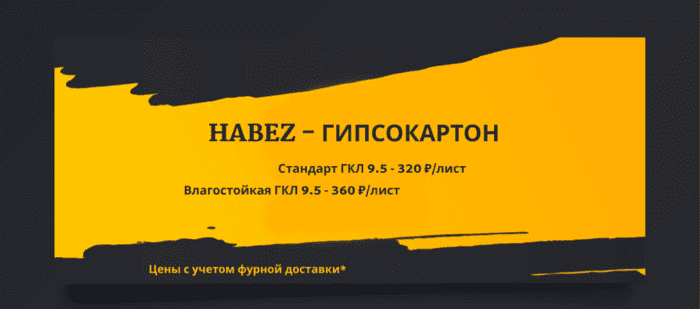 HABEZ – ГИПСОКАРТОН
Стандарт ГКЛ 9.5 - 320 ₽/лист
Влагостойкая ГКЛ 9.5 - 360 ₽/лист
Цены с учетом фурной доставки*